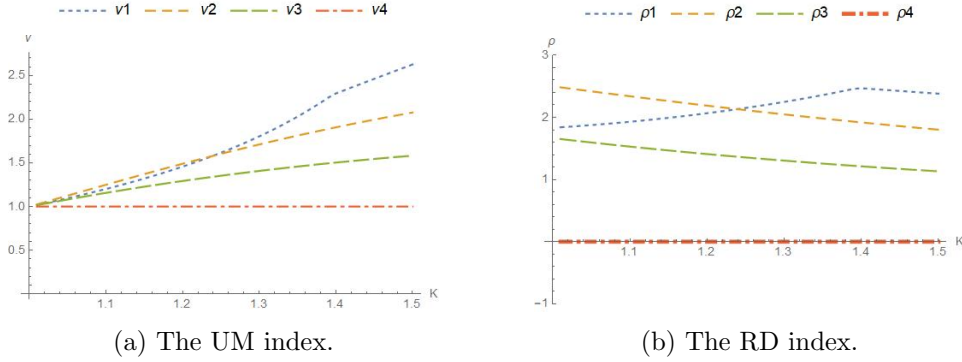 v1 v2 v3 v4
v
2.5
2.0
1.5
1.0
0.5
1.1 1.2 1.3 1.4 1.5
K
(a) The UM index.
ρ1 ρ2 ρ3 ρ4
ρ
3
2
1
-1
1.1 1.2 1.3 1.4 1.5
K
(b) The RD index.